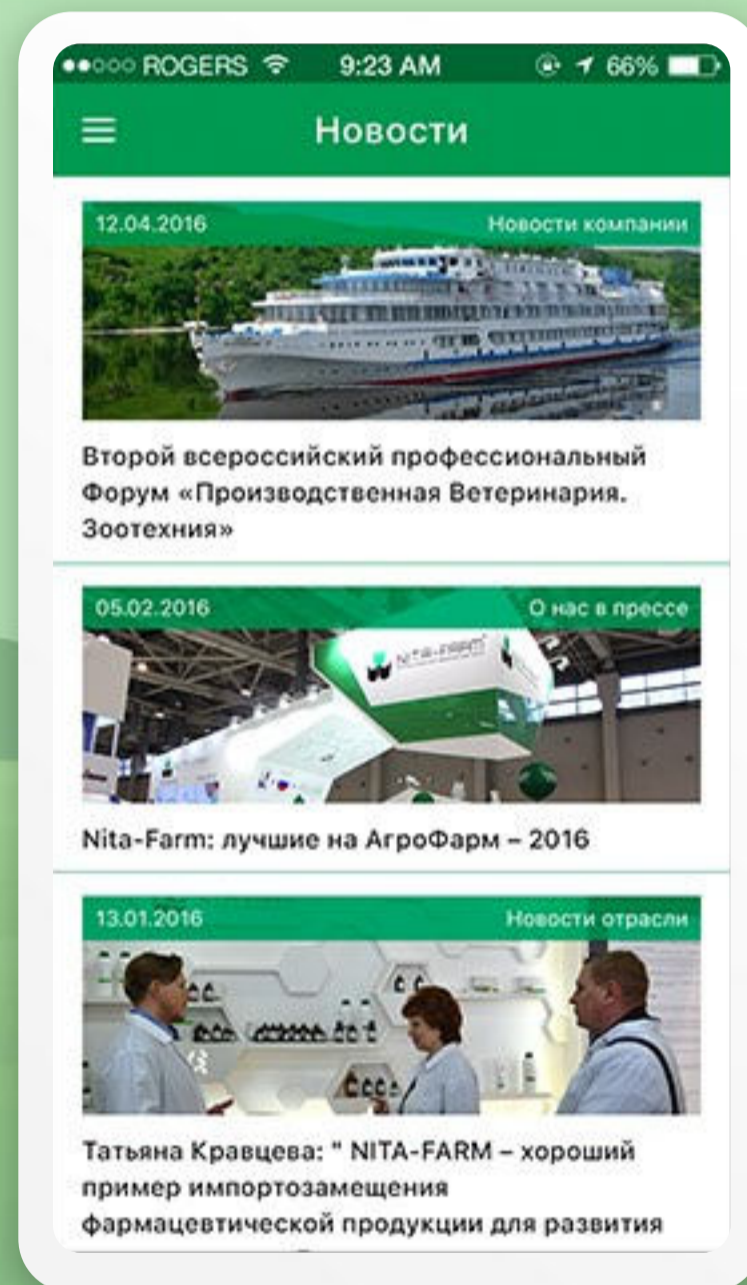 ROGERS 9:23 AM 66%
Новости
12.04.2016 Новости компании
Второй всероссийский профессиональный
Форум «Производственная Ветеринария.
Зоотехния»
05.02.2016 О нас в прессе
NITA-FARM
Nita-Farm: лучшие на АгроФарм – 2016
13.01.2016 Новости отрасли
Татьяна Кравцева: " NITA-FARM – хороший
пример импортозамещения
фармацевтической продукции для развития